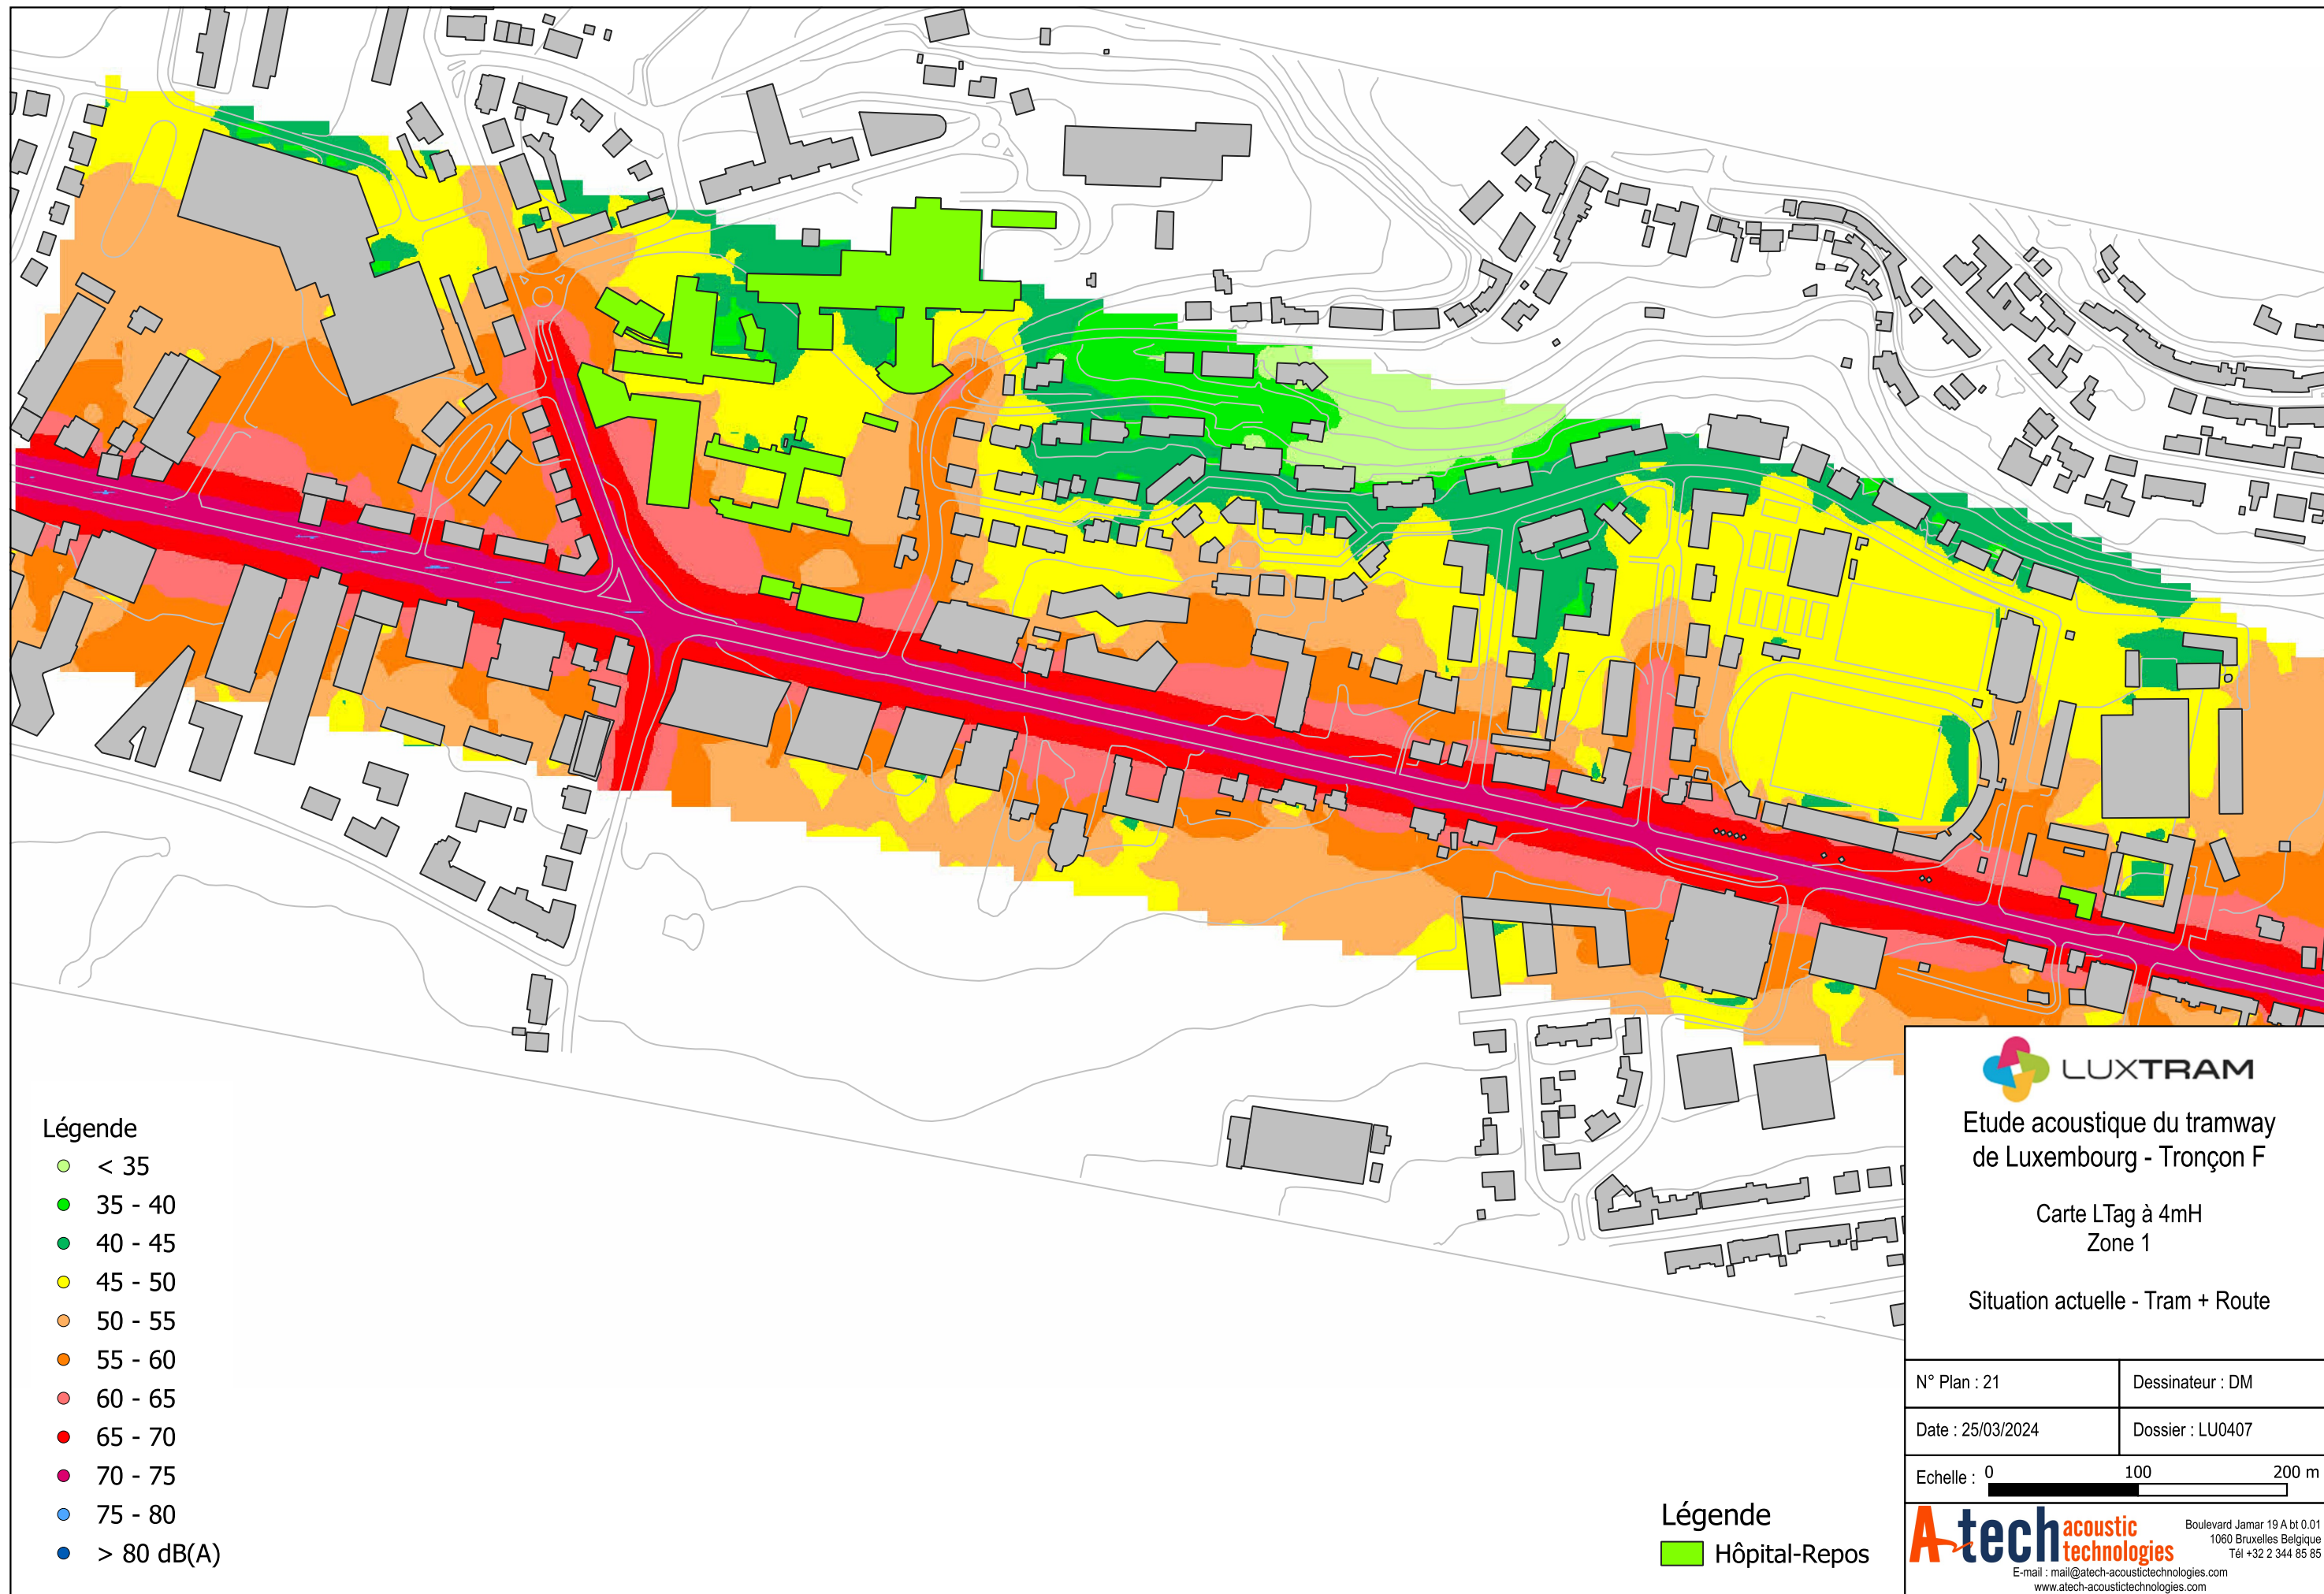 Légende
< 35
35 - 40
40 - 45
45 - 50
50 - 55
55 - 60
60 - 65
65 - 70
70 - 75
75 - 80
> 80 dB(A)
Légende
Hôpital-Repos
LUXTRAM
Etude acoustique du tramway
de Luxembourg - Tronçon F
Carte LTag à 4mH
Zone 1
Situation actuelle - Tram + Route
N° Plan : 21
Dessinateur : DM
Date : 25/03/2024
Dossier : LU0407
Echelle : 0 100 200 m
A-tech acoustic technologies
Boulevard Jamar 19 A bt 0.01
1060 Bruxelles Belgique
Tél +32 2 344 85 85
E-mail : mail@atech-acoustictechnologies.com
www.atech-acoustictechnologies.com